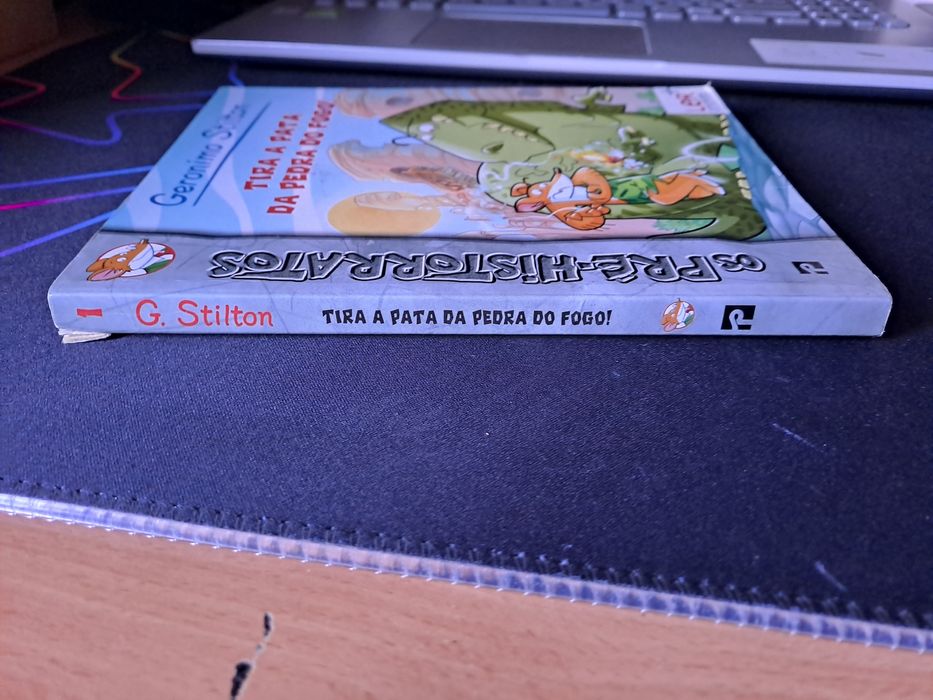 Geronimo Stilton
TIRA A PATA
DA PEDRA DO FOGO!
OS PRÉ-HISTORRATOS
1 G. Stilton TIRA A PATA DA PEDRA DO FOGO!